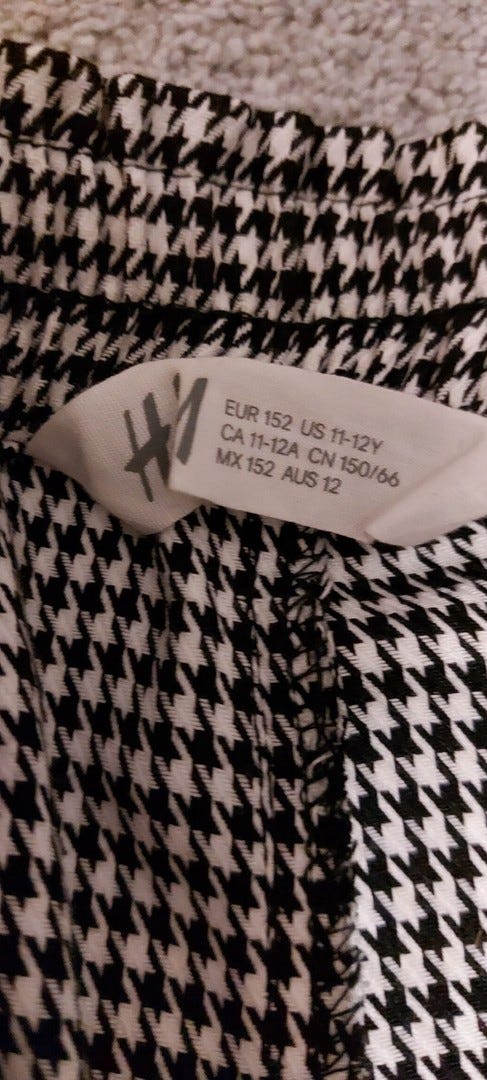 H
EUR 152 US 11-12Y
CA 11-12A CN 150/66
MX 152 AUS 12